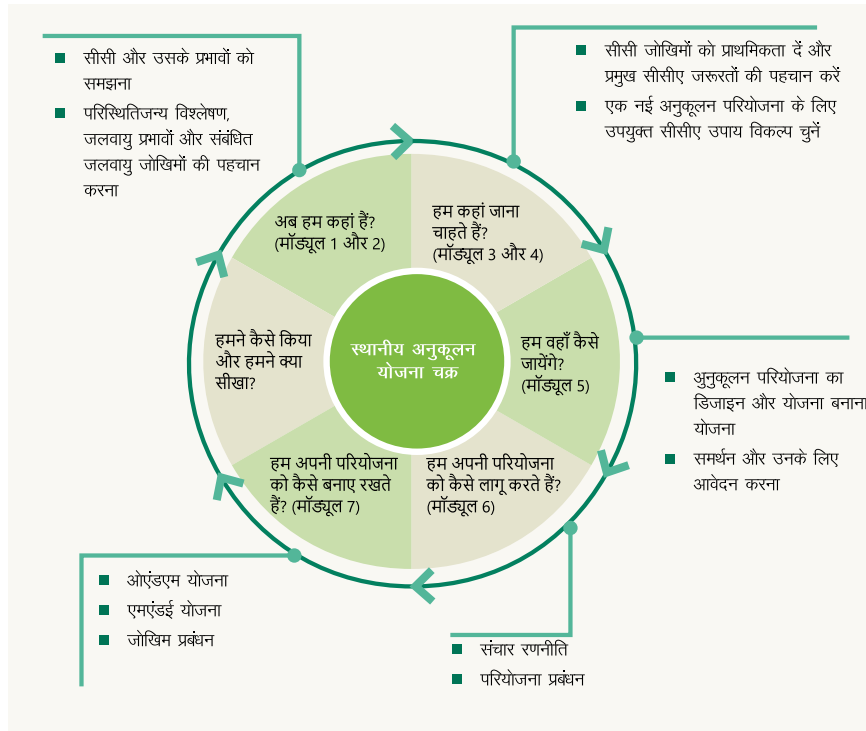 सीसी और उसके प्रभावों को
समझना
परिस्थितिजन्य विश्लेषण,
जलवायु प्रभावों और संबंधित
जलवायु जोखिमों की पहचान
करना
सीसी जोखिमों को प्राथमिकता दें और
प्रमुख सीसीए जरूरतों की पहचान करें
एक नई अनुकूलन परियोजना के लिए
उपयुक्त सीसीए उपाय विकल्प चुनें
अब हम कहां हैं?
(मॉड्यूल 1 और 2)
हम कहां जाना
चाहते हैं?
(मॉड्यूल 3 और 4)
हमने कैसे किया
और हमने क्या
सीखा?
स्थानीय अनुकूलन
योजना चक्र
हम वहाँ कैसे
जायेंगे?
(मॉड्यूल 5)
अुनुकूलन परियोजना का
डिजाइन और योजना बनाना
योजना
समर्थन और उनके लिए
आवेदन करना
हम अपनी परियोजना
को कैसे बनाए रखते
हैं? (मॉड्यूल 7)
हम अपनी परियोजना
को कैसे लागू करते हैं?
(मॉड्यूल 6)
ओएंडएम योजना
एमएंडई योजना
जोखिम प्रबंधन
संचार रणनीति
परियोजना प्रबंधन